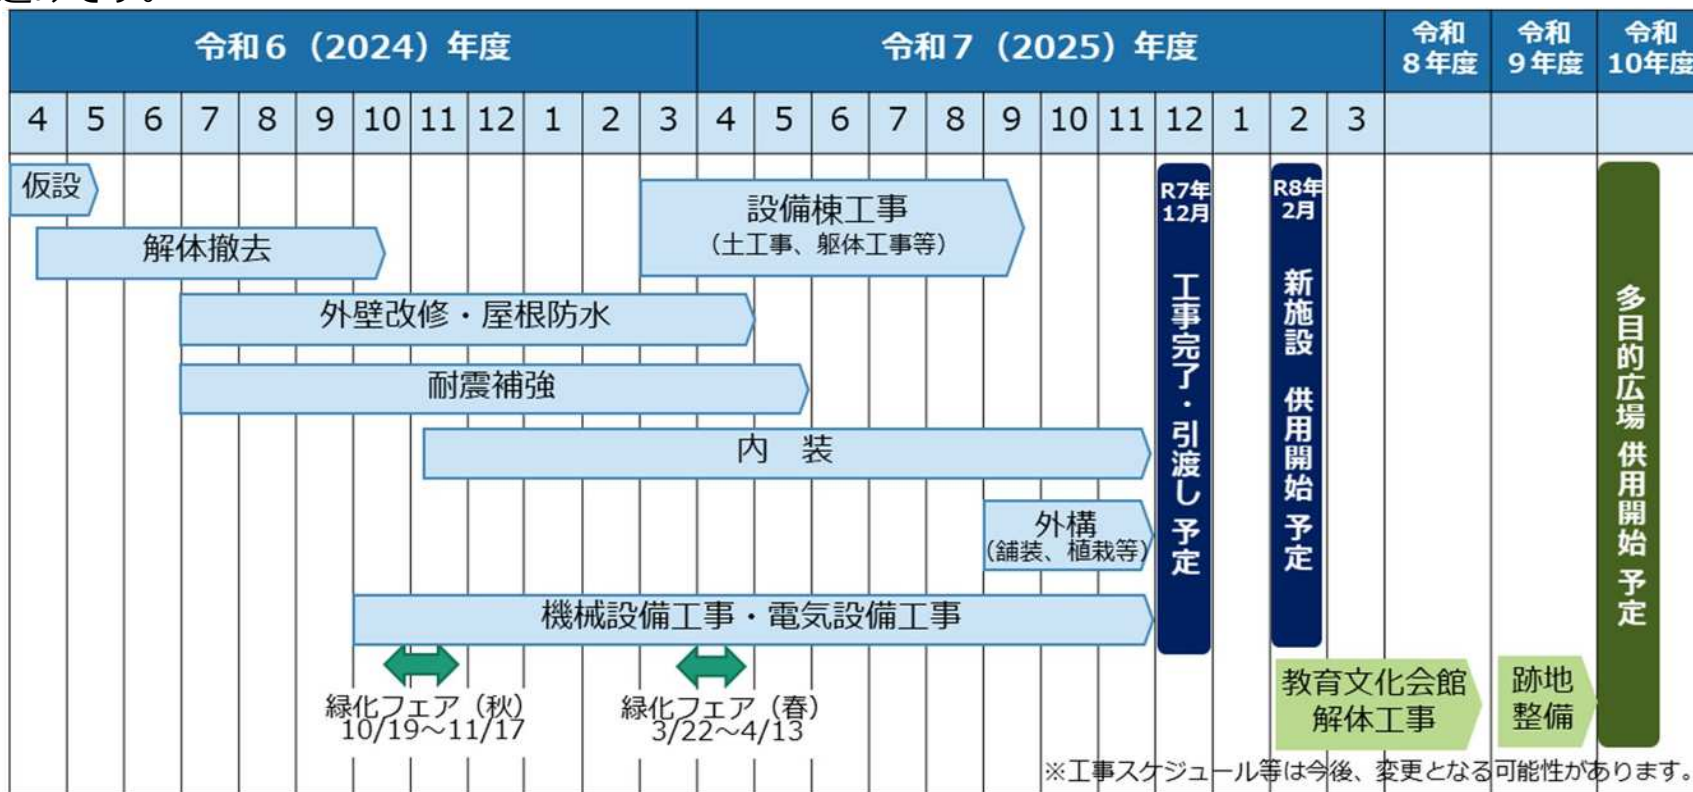 込みです。
令和６（2024）年度
令和７（2025）年度
令和
８年度
令和
９年度
令和
10年度
4 5 6 7 8 9 10 11 12 1 2 3 4 5 6 7 8 9 10 11 12 1 2 3
仮設
解体撤去
設備棟工事
（土工事、躯体工事等）
外壁改修・屋根防水
耐震補強
内　装
外構
（舗装、植栽等）
機械設備工事・電気設備工事
R7年
12月
工事完了・引渡し 予定
R8年
2月
新施設 供用開始 予定
多目的広場 供用開始 予定
緑化フェア（秋）
10/19～11/17
緑化フェア（春）
3/22～4/13
教育文化会館
解体工事
跡地
整備
※工事スケジュール等は今後、変更となる可能性があります。